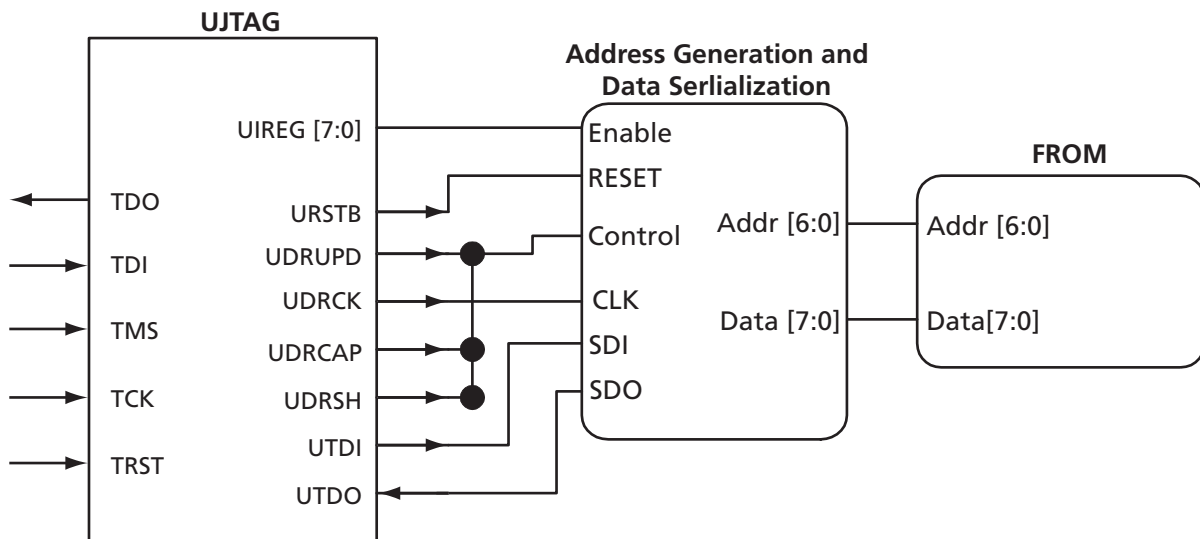 UJTAG
Address Generation and
Data Serlialization
FROM
UIREG [7:0]
URSTB
UDRUPD
UDRCK
UDRCAP
UDRSH
UTDI
UTDO
TDO
TDI
TMS
TCK
TRST
Enable
RESET
Control
CLK
SDI
SDO
Addr [6:0]
Data [7:0]
Addr [6:0]
Data[7:0]